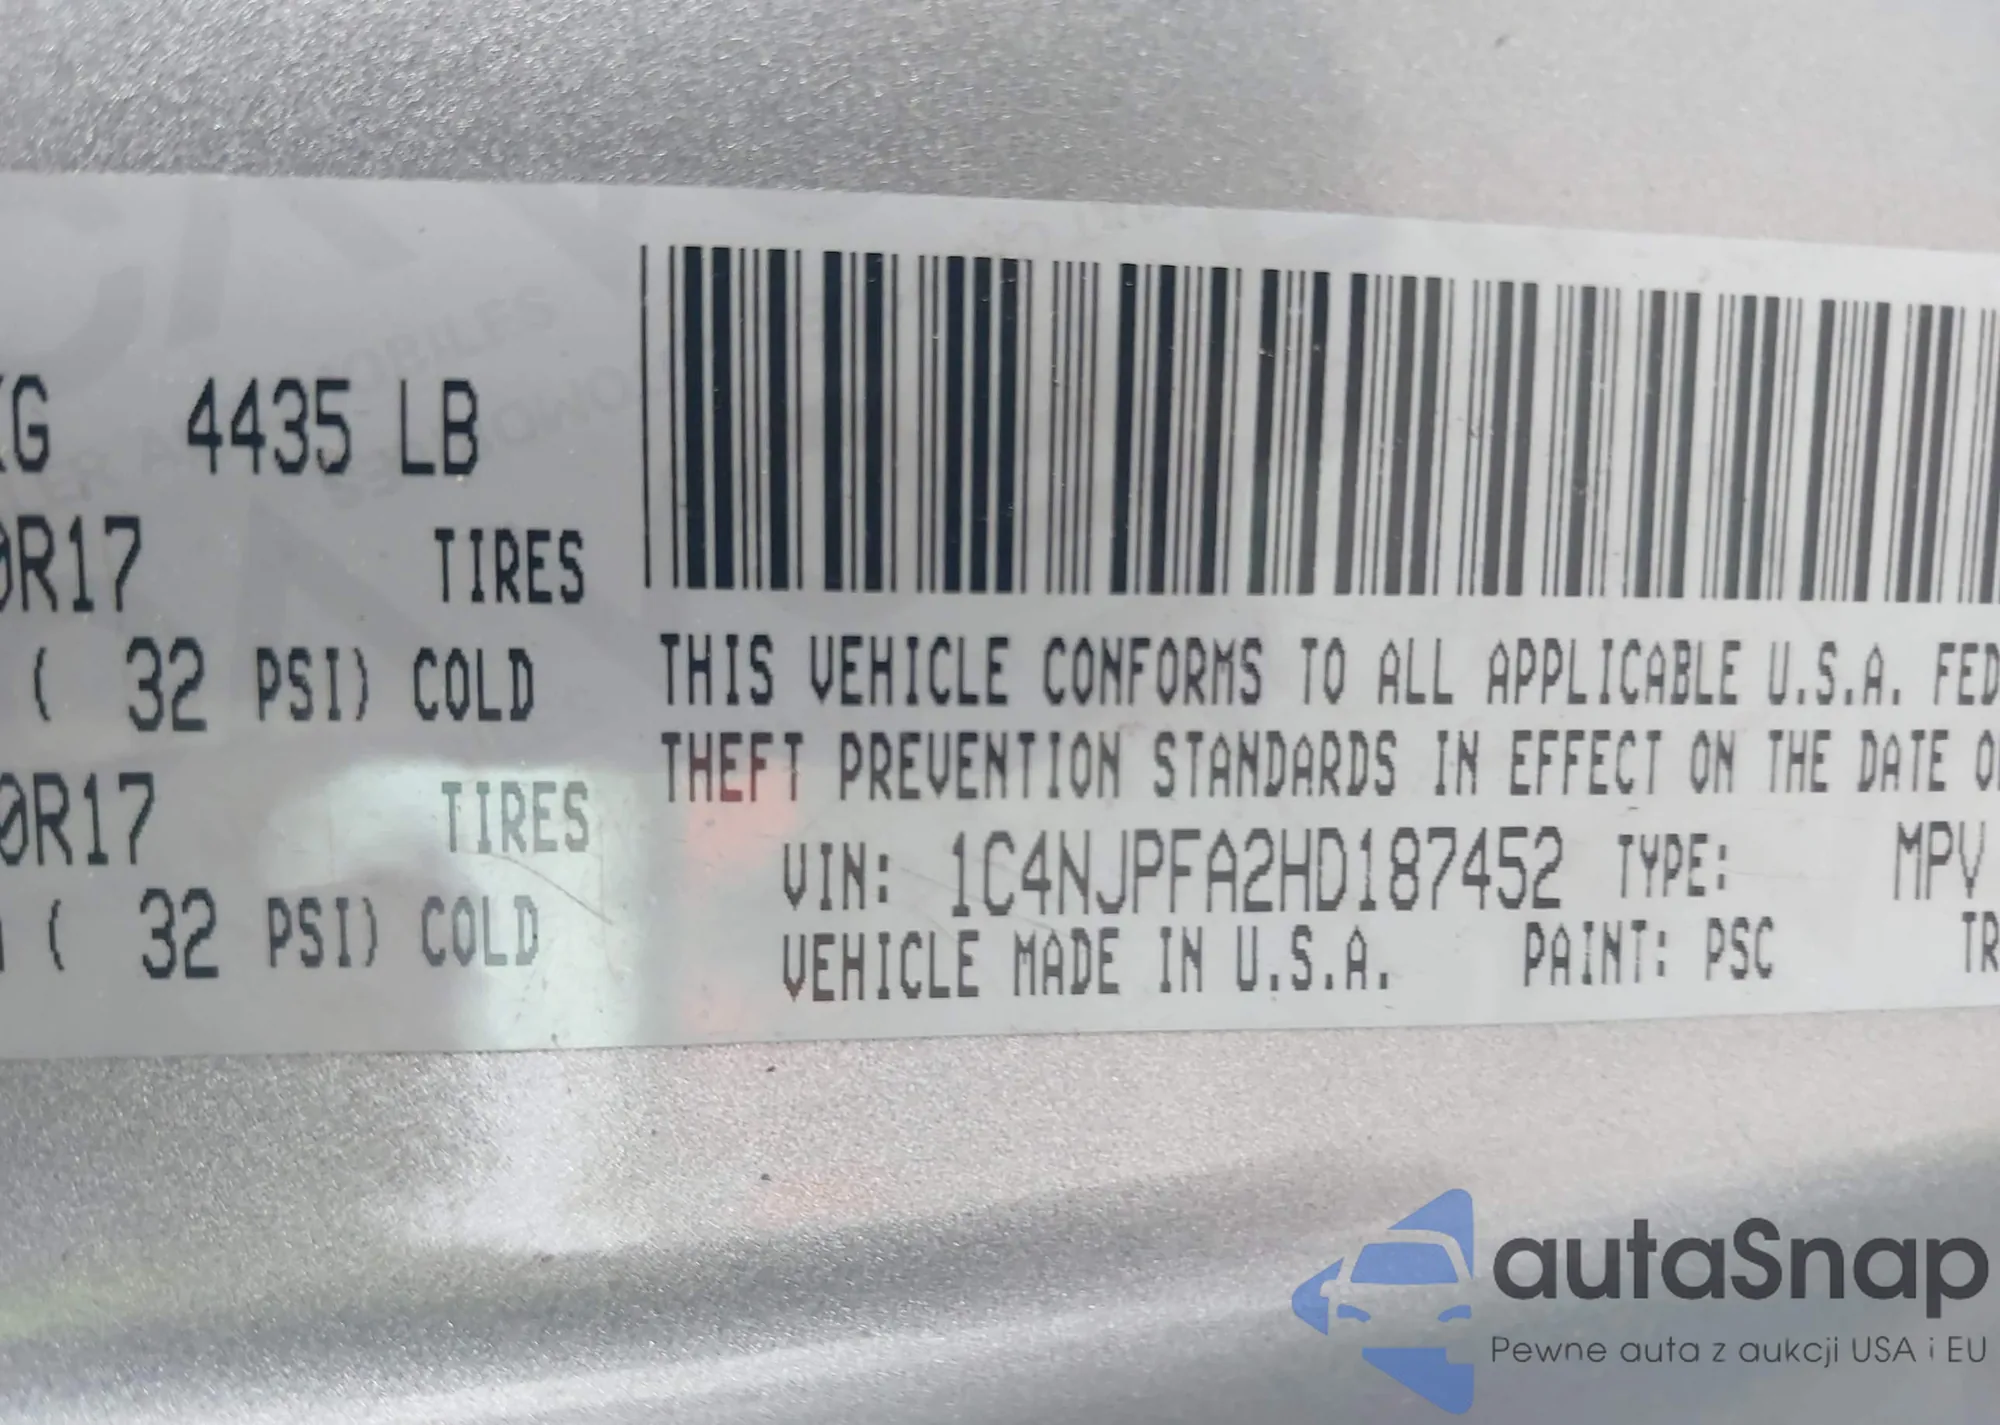 4435 LB
R17 TIRES
( 32 PSI) COLD
R17 TIRES
( 32 PSI) COLD
THIS VEHICLE CONFORMS TO ALL APPLICABLE U.S.A. FED
THEFT PREVENTION STANDARDS IN EFFECT ON THE DATE
VIN: 1C4NJPFA2HD187452 TYPE: MPV
VEHICLE MADE IN U.S.A. PAINT: PSC TR
autaSnap
Pewne auta z aukcji USA i EU